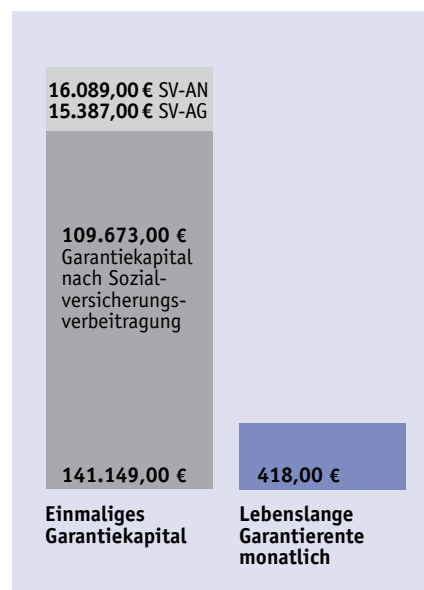 16.089,00 € SV-AN
15.387,00 € SV-AG
109.673,00 €
Garantiekapital
nach Sozial-
versicherungs-
verbeitragung
141.149,00 €
Einmaliges
Garantiekapital
418,00 €
Lebenslange
Garantierente
monatlich